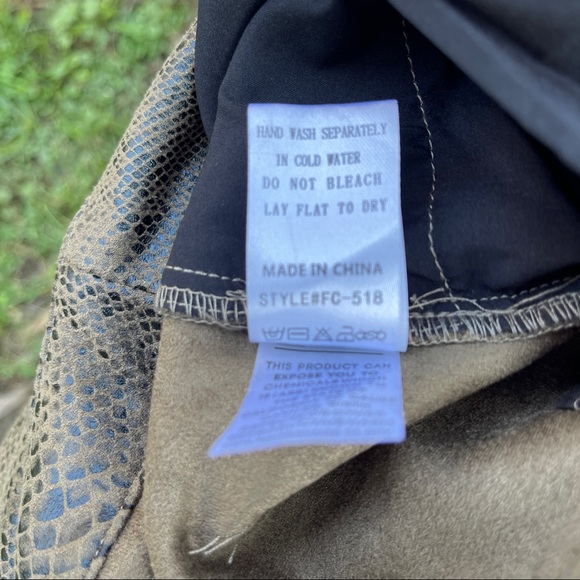 HAND WASH SEPARATELY
IN COLD WATER
DO NOT BLEACH
LAY FLAT TO DRY
MADE IN CHINA
STYLE#FC-518
THIS PRODUCT CAN
EXPOSE YOU TO